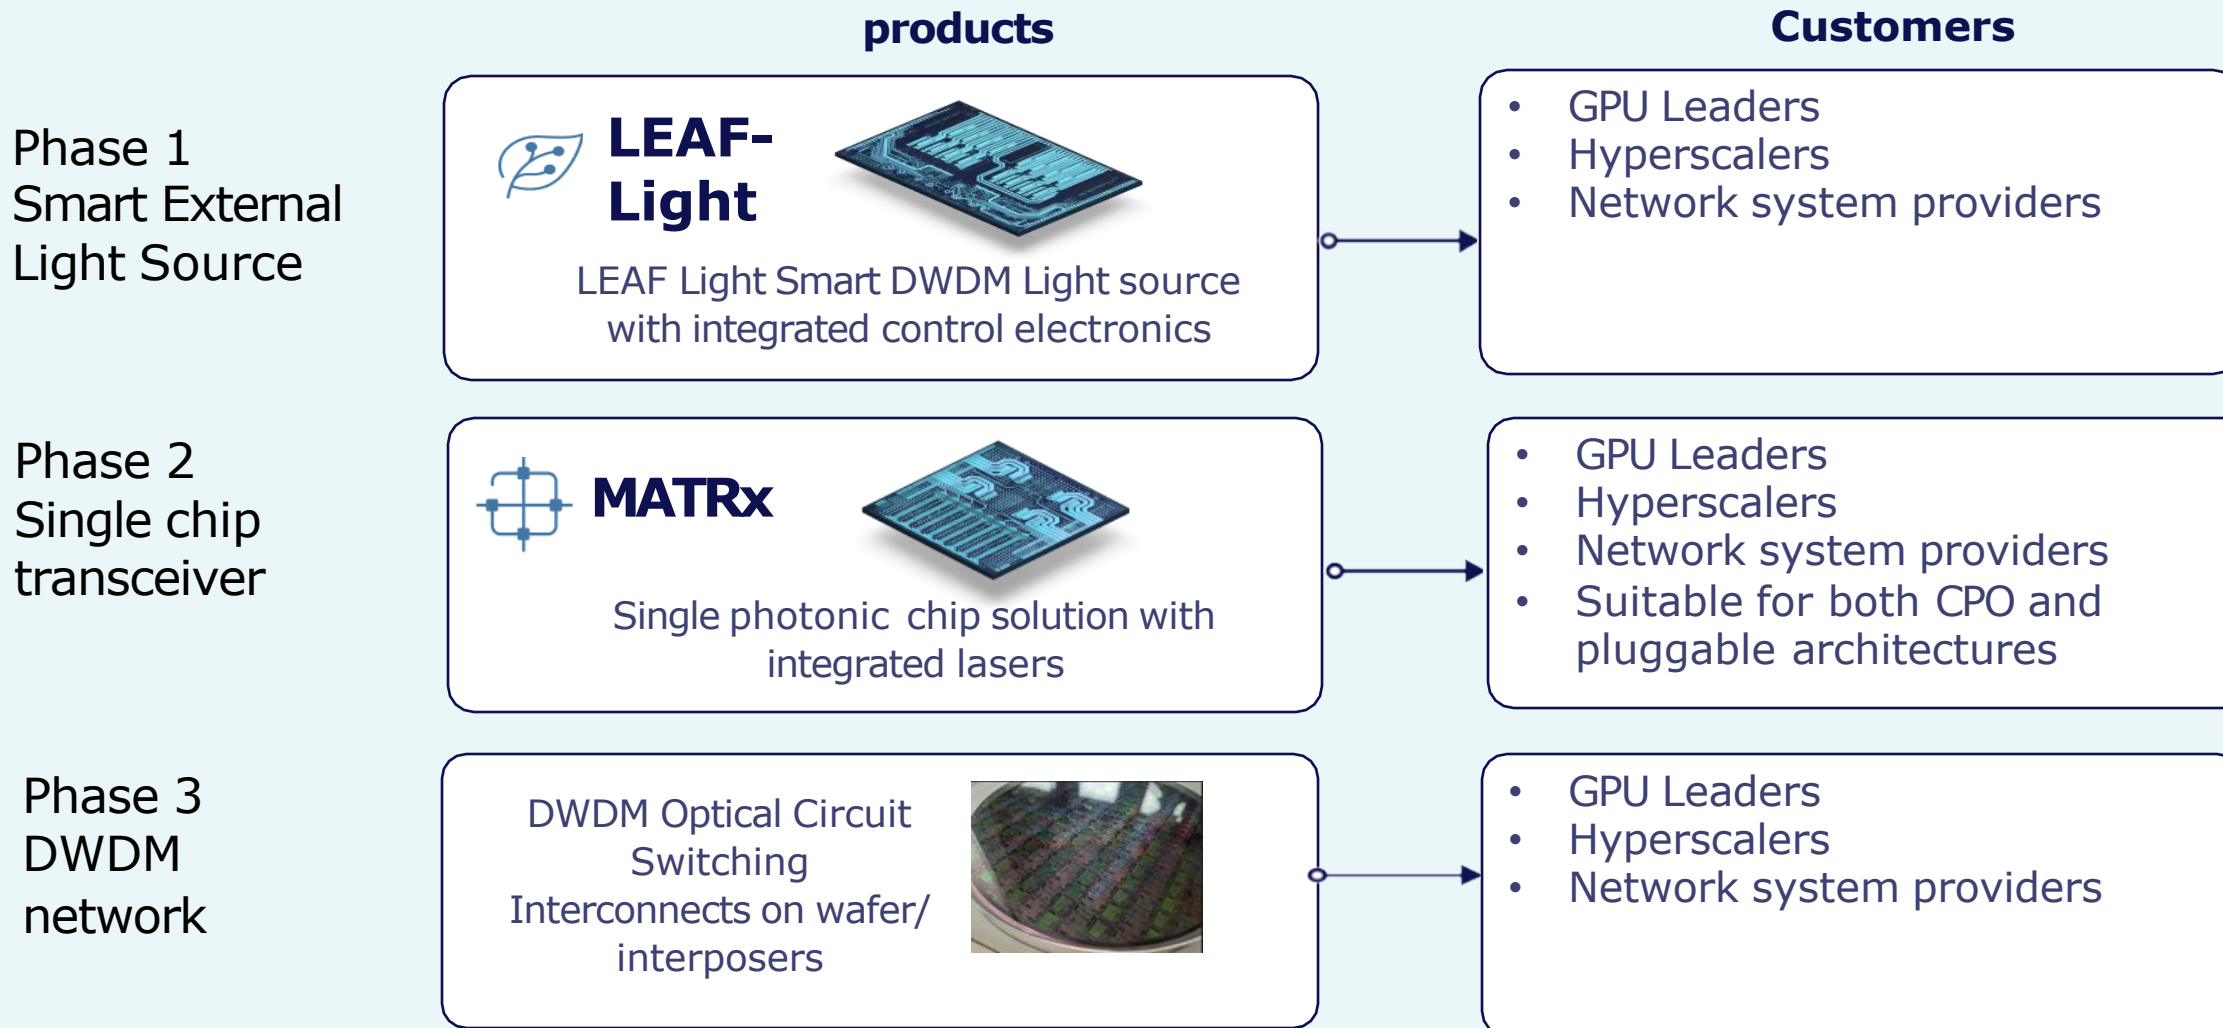 products
Customers
Phase 1
Smart External
Light Source
LEAF-
Light
LEAF Light Smart DWDM Light source
with integrated control electronics
• GPU Leaders
• Hyperscalers
• Network system providers
Phase 2
Single chip
transceiver
MATRx
Single photonic chip solution with
integrated lasers
• GPU Leaders
• Hyperscalers
• Network system providers
• Suitable for both CPO and
pluggable architectures
Phase 3
DWDM
network
DWDM Optical Circuit
Switching
Interconnects on wafer/
interposers
• GPU Leaders
• Hyperscalers
• Network system providers